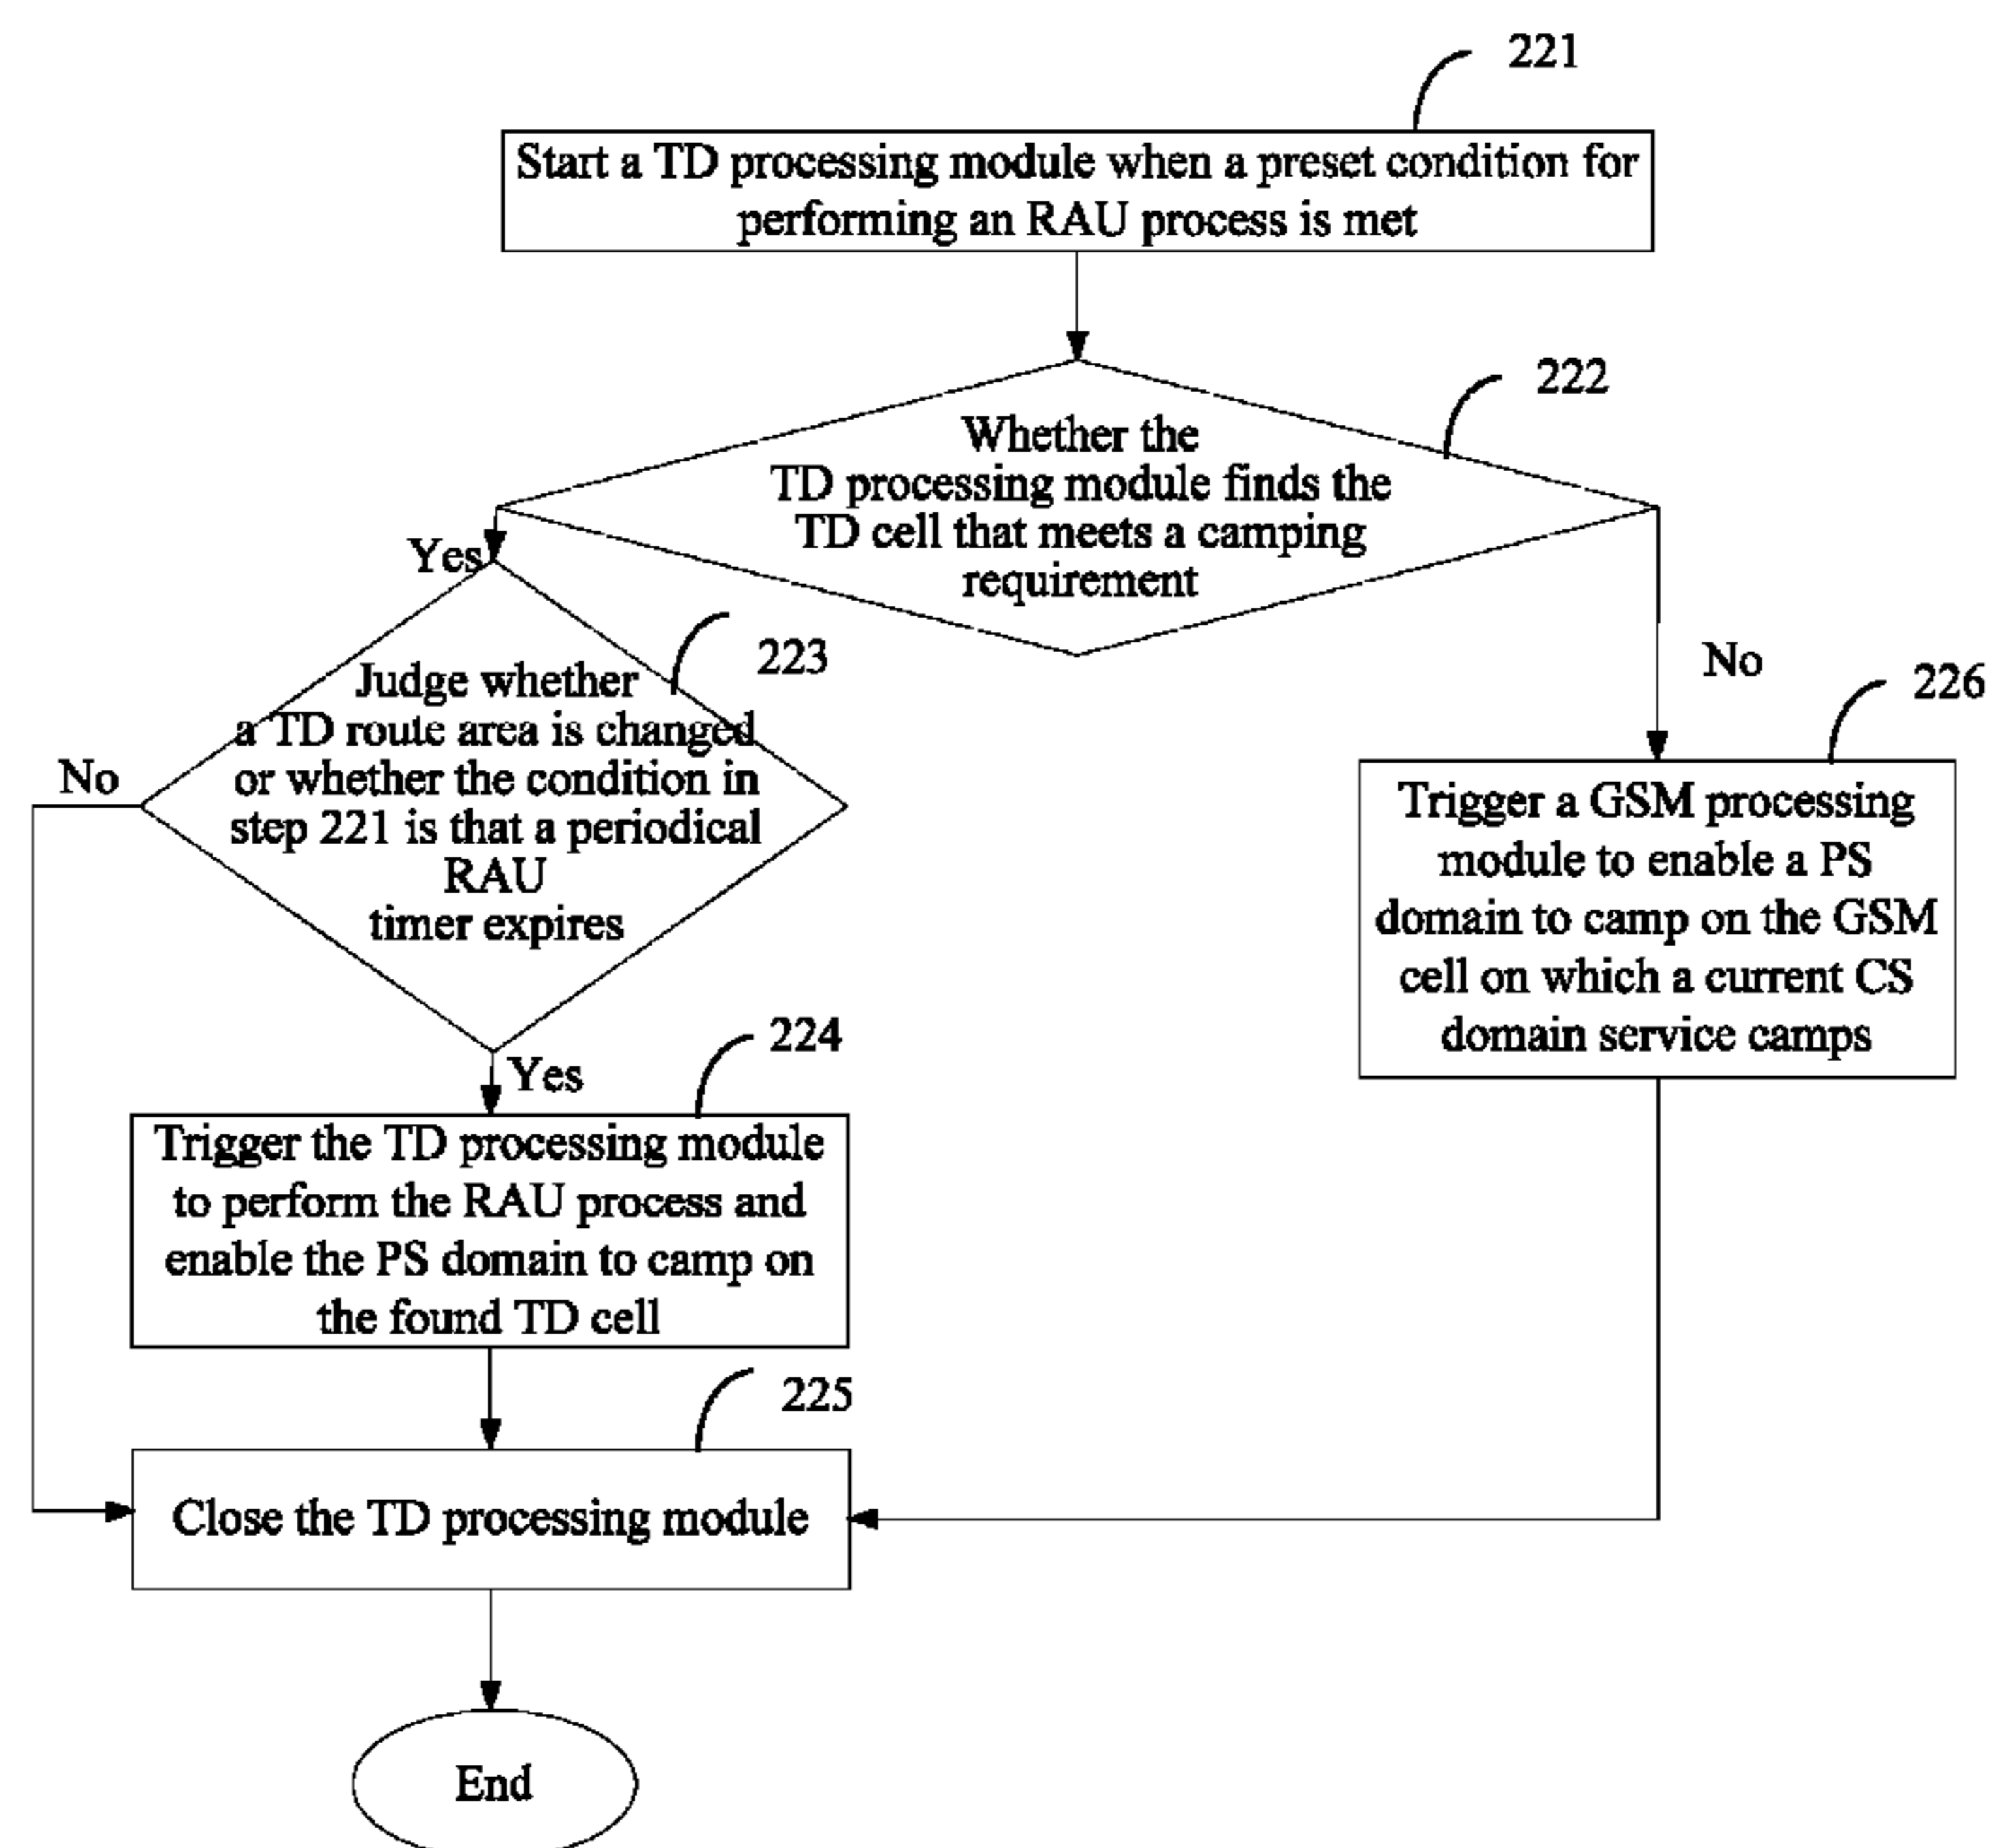 221
Start a TD processing module when a preset condition for
performing an RAU process is met
222
Whether the
TD processing module finds the
TD cell that meets a camping
requirement
Yes
No
223
Judge whether
a TD route area is changed
or whether the condition in
step 221 is that a periodical
RAU
timer expires
No
Yes
226
Trigger a GSM processing
module to enable a PS
domain to camp on the GSM
cell on which a current CS
domain service camps
224
Trigger the TD processing module
to perform the RAU process and
enable the PS domain to camp on
the found TD cell
225
Close the TD processing module
End